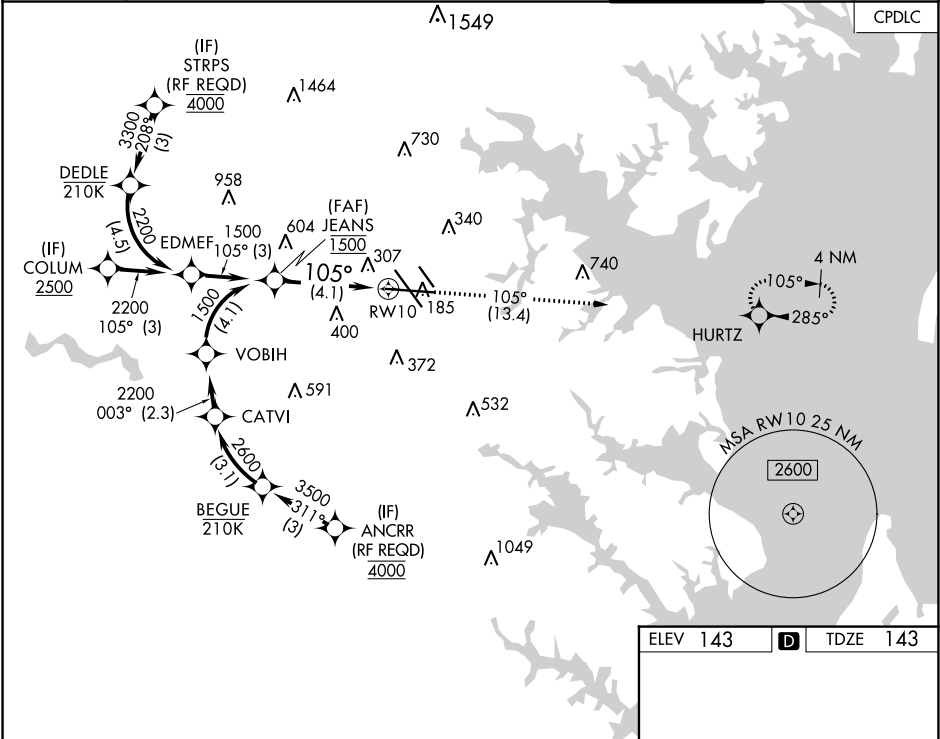 1549
CPDLC
(IF)
STRPS
(RF REQD)
4000
1464
3300
208°
(3)
730
DEDLE
210K
958
2200
(4.5)
(FAF)
JEANS
1500
340
604
EDMEF
1500
105° (3)
(IF)
COLUM
2500
307
105°
(4.1)
740
4 NM
105°
285°
HURTZ
2200
105° (3)
1500
(4.1)
RW10
185
105°
(13.4)
400
VOBIH
372
2200
003° (2.3)
591
CATVI
532
2600
(3.1)
MSA RW10 25 NM
2600
BEGUE
210K
3500
311°
(3)
(IF)
ANCRR
(RF REQD)
4000
1049
ELEV 143 D TDZE 143